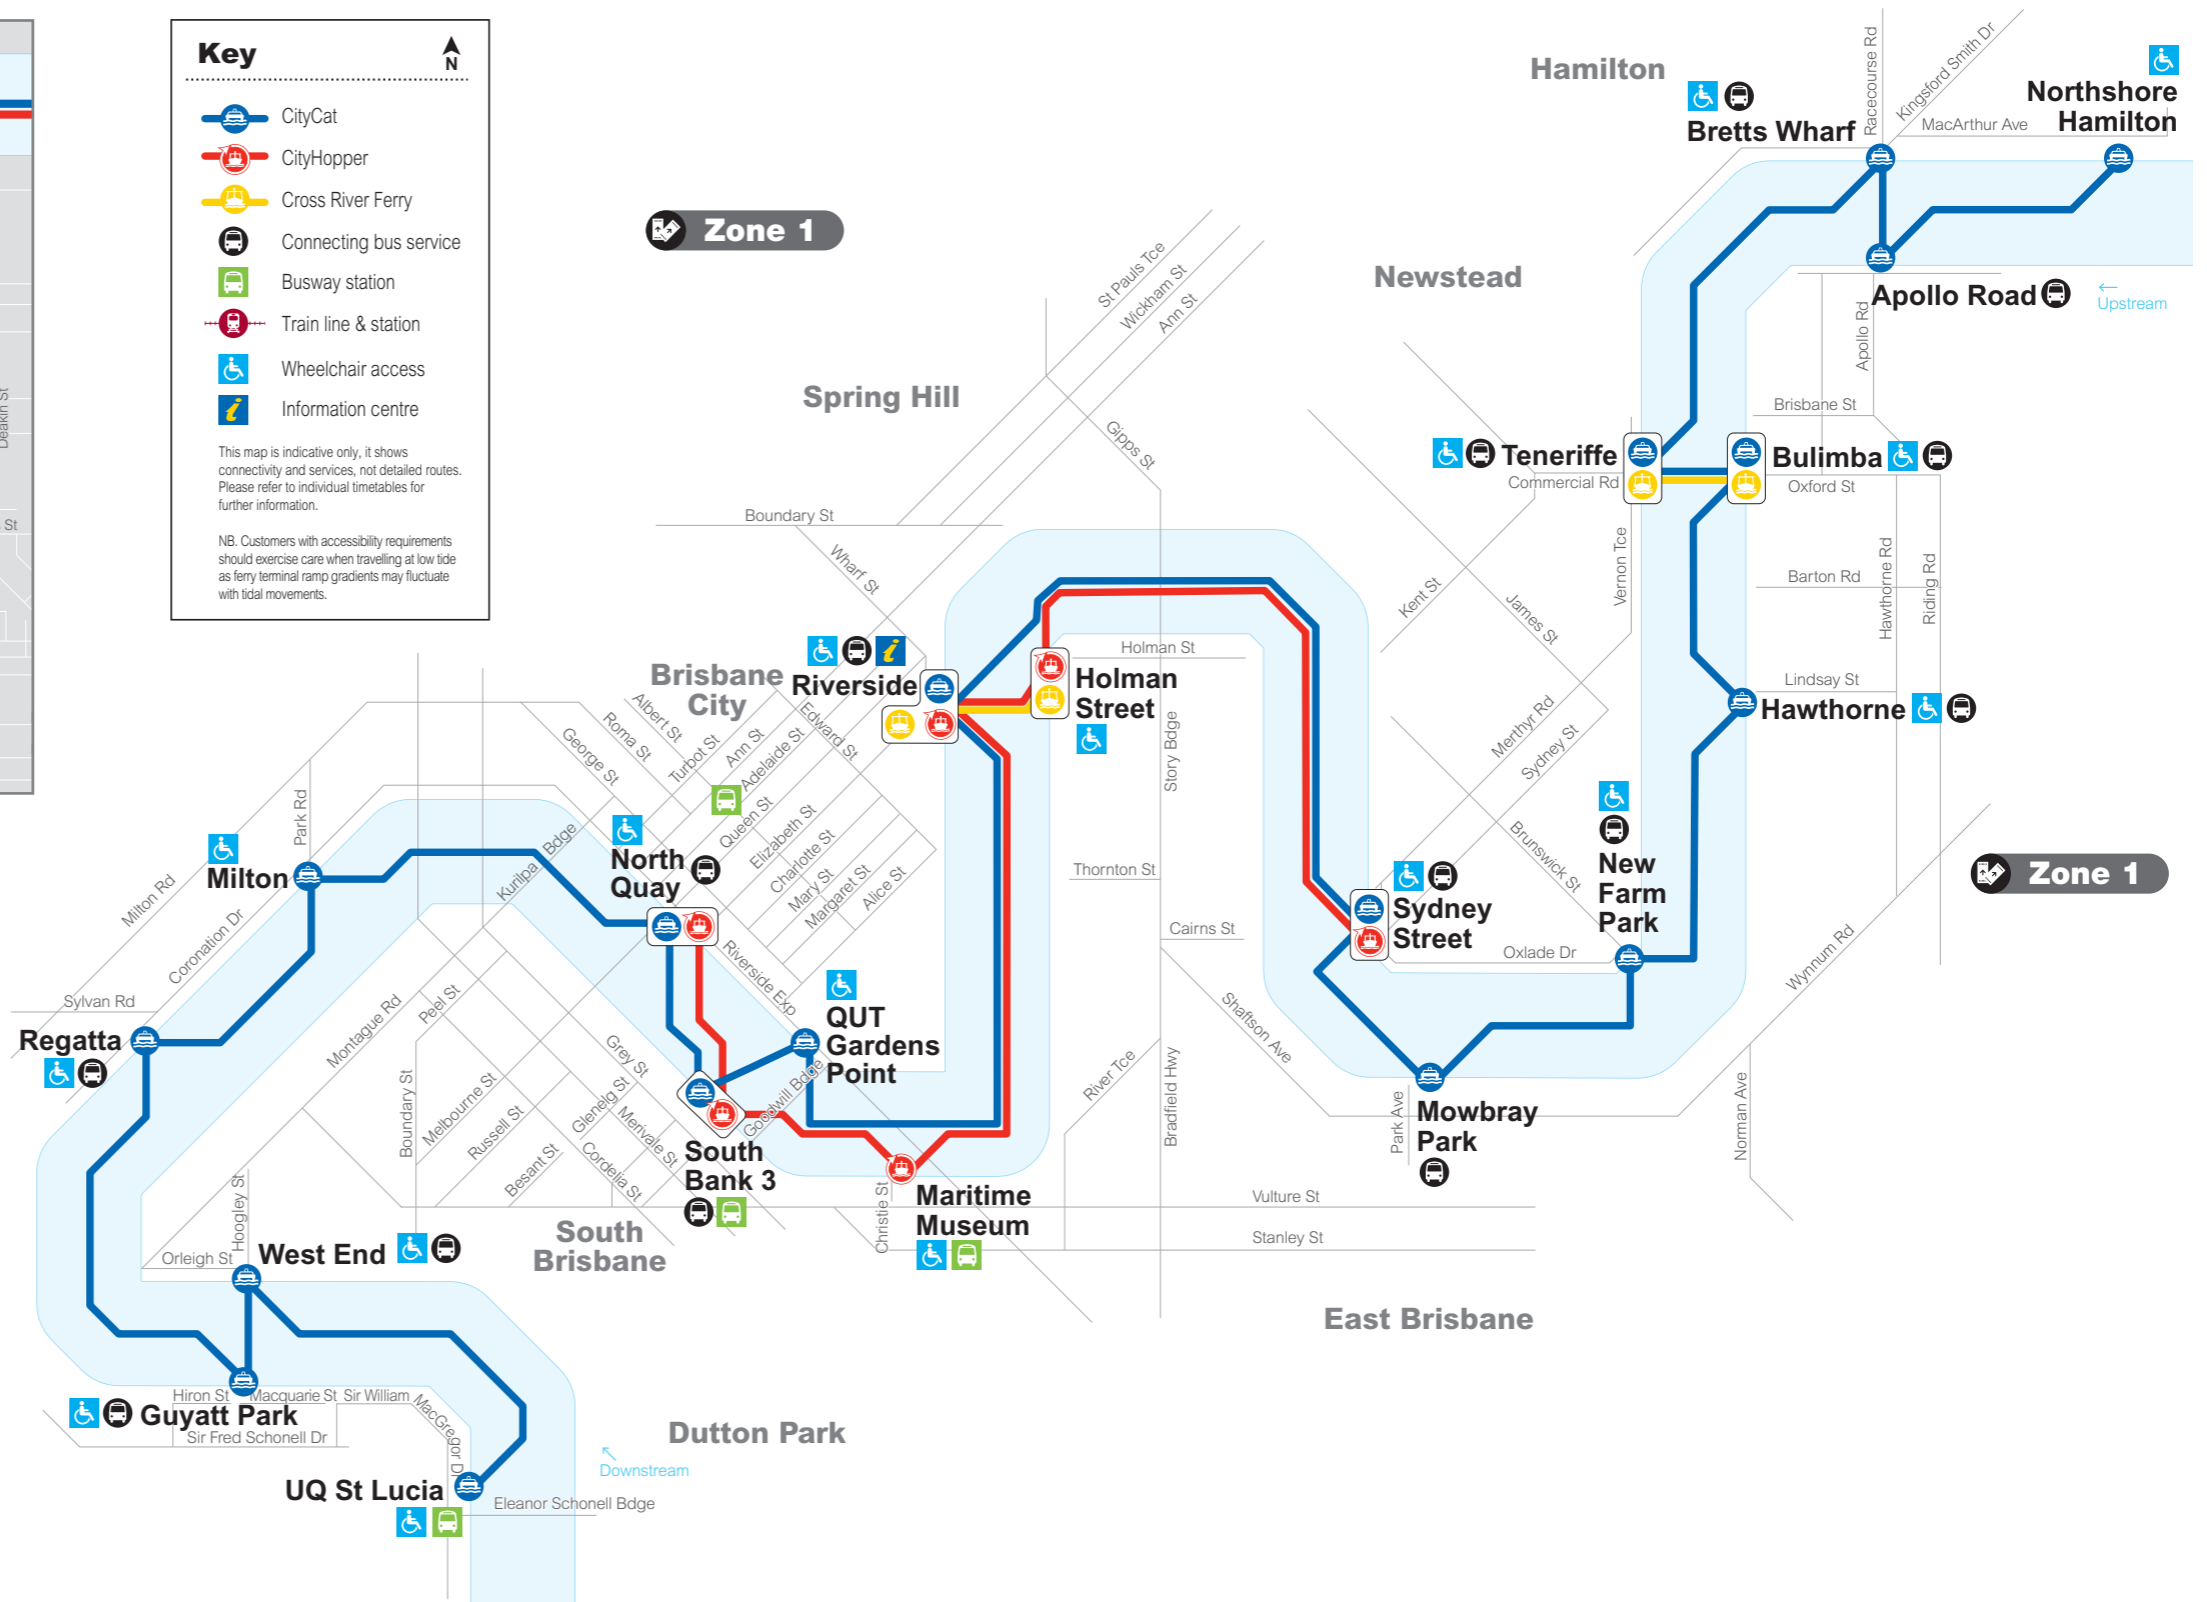 Key
N
CityCat
CityHopper
Cross River Ferry
Connecting bus service
Busway station
Train line & station
Wheelchair access
Information centre
This map is indicative only, it shows
connectivity and services, not detailed routes.
Please refer to individual timetables for
further information.
NB. Customers with accessibility requirements
should exercise care when travelling at low tide
as ferry terminal ramp gradients may fluctuate
with tidal movements.
Deakin St
St
Zone 1
Hamilton
Bretts Wharf
Racecourse Rd
Kingsford Smith Dr
MacArthur Ave
Northshore
Hamilton
Apollo Road
Upstream
Apollo Rd
Newstead
St Pauls Tce
Wickham St
Ann St
Spring Hill
Gipps St
Boundary St
Wharf St
Brisbane St
Teneriffe
Commercial Rd
Bulimba
Oxford St
Vernon Tce
Kent St
James St
Barton Rd
Hawthorne Rd
Riding Rd
Lindsay St
Hawthorne
Merthyr Rd
Sydney St
Brunswick St
New
Farm
Park
Zone 1
Wynnum Rd
Oxlade Dr
Sydney
Street
Holman St
Holman
Street
Story Bdge
Riverside
Brisbane
City
Albert St
Roma St
George St
Turbot St
Ann St
Adelaide St
Edward St
Queen St
Elizabeth St
Charlotte St
Mary St
Margaret St
Alice St
Thornton St
Cairns St
Shaftson Ave
River Tce
Bradfield Hwy
Mowbray
Park
Park Ave
Norman Ave
Park Rd
Milton
Milton Rd
Coronation Dr
Kurilpa Bdge
North
Quay
Riverside Exp
QUT
Gardens
Point
Goodwill Bdge
Sylvan Rd
Regatta
Montague Rd
Peel St
Boundary St
Melbourne St
Russell St
Besant St
Grey St
Glenelg St
Merivale St
Cordelia St
South
Bank 3
South
Brisbane
Maritime
Museum
Christie St
Vulture St
Stanley St
East Brisbane
Hoogley St
Orleigh St
West End
Hiron St
Macquarie St
Sir William
MacGregor Dr
Guyatt Park
Sir Fred Schonell Dr
Dutton Park
Downstream
UQ St Lucia
Eleanor Schonell Bdge